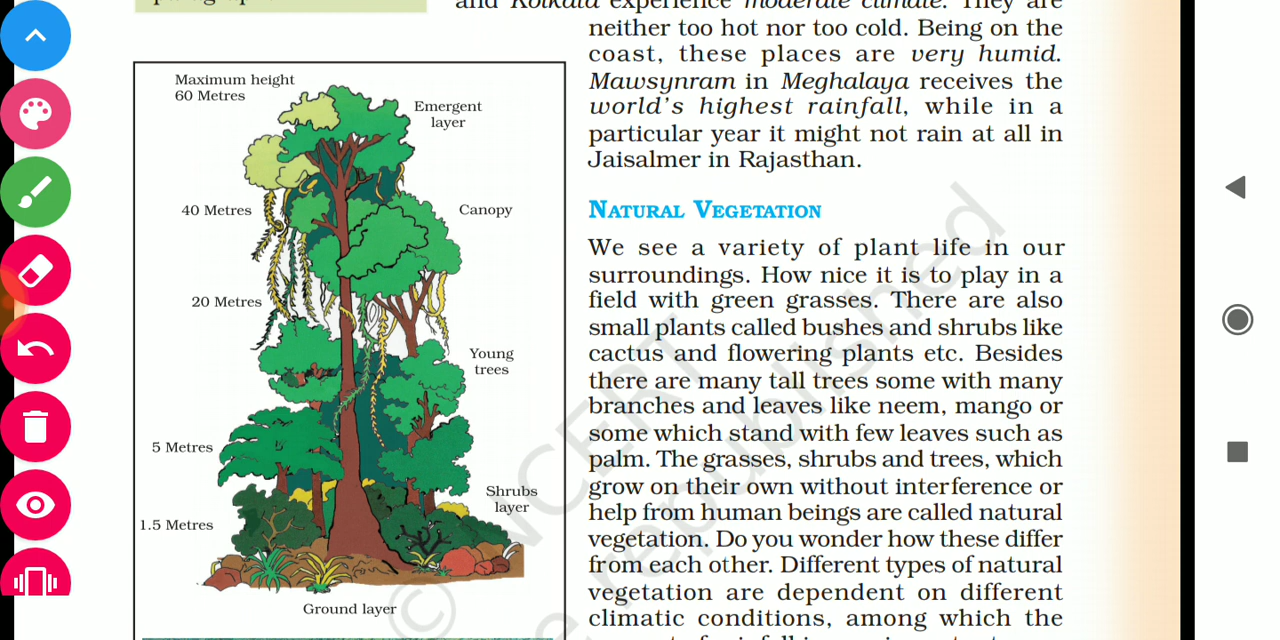 and Kolkata experience moderate climate. They are
neither too hot nor too cold. Being on the
coast, these places are very humid.
Mawsynram in Meghalaya receives the
world's highest rainfall, while in a
particular year it might not rain at all in
Jaisalmer in Rajasthan.
Maximum height
60 Metres
Emergent
layer
40 Metres
Canopy
20 Metres
Young
trees
5 Metres
Shrubs
layer
1.5 Metres
Ground layer
NATURAL VEGETATION
We see a variety of plant life in our
surroundings. How nice it is to play in a
field with green grasses. There are also
small plants called bushes and shrubs like
cactus and flowering plants etc. Besides
there are many tall trees some with many
branches and leaves like neem, mango or
some which stand with few leaves such as
palm. The grasses, shrubs and trees, which
grow on their own without interference or
help from human beings are called natural
vegetation. Do you wonder how these differ
from each other. Different types of natural
vegetation are dependent on different
climatic conditions, among which the
© NCERT
be republished